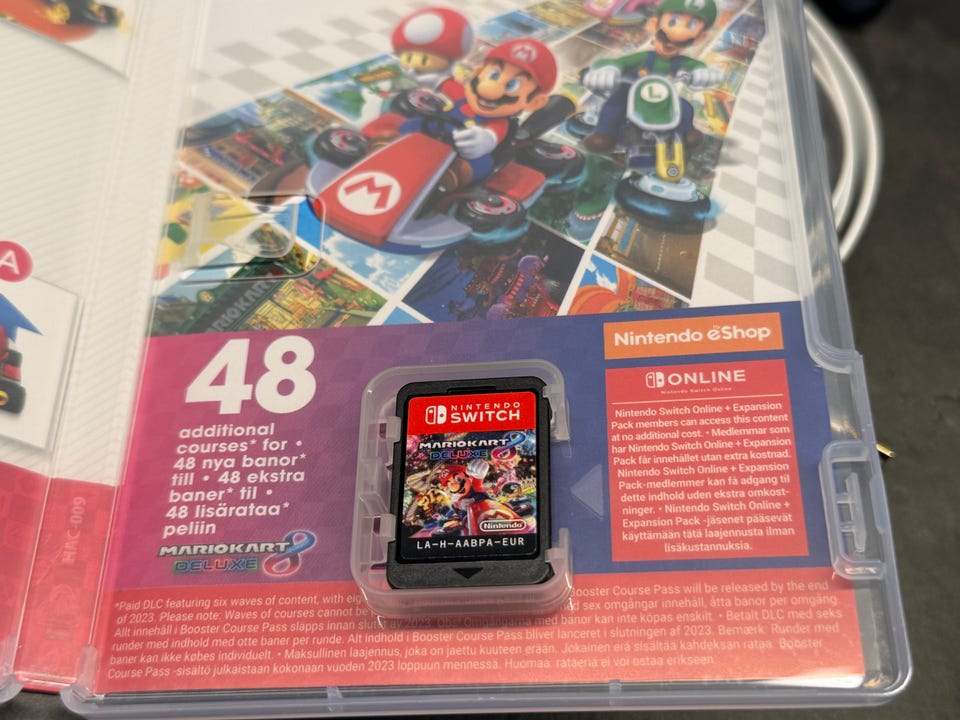 A
M
M
L
MARIOKART
48
additional
courses* for •
48 nya banor*
till • 48 ekstra
baner* til •
48 lisärataa*
peliin
MARIOKART 8
DELUXE
NINTENDO
SWITCH
MARIOKART 8
DELUXE
Nintendo
LA-H-AABPA-EUR
Nintendo eShop
ONLINE
Nintendo Switch Online
Nintendo Switch Online + Expansion
Pack members can access this content
at no additional cost. • Medlemmar som
har Nintendo Switch Online + Expansion
Pack får innehållet utan extra kostnad.
Nintendo Switch Online + Expansion
Pack-medlemmer kan få adgang til
dette indhold uden ekstra omkost-
ninger. • Nintendo Switch Online +
Expansion Pack -jäsenet pääsevät
käyttämään tätä laajennusta ilman
lisäkustannuksia.
HAC-009
*Paid DLC featuring six waves of content, with Booster Course Pass will be released by the end
of 2023. Please note: Waves of courses cannot be med sex omgångar innehåll, åtta banor per omgång.
Allt innehåll i Booster Course Pass släpps innan slutet av 2023. Obs! Omgångarna med banor kan inte köpas enskilt. • Betalt DLC med seks
runder med indhold med otte baner per runde. Alt indhold i Booster Course Pass bliver lanceret i slutningen af 2023. Bemærk: Runder med
baner kan ikke købes individuelt. • Maksullinen laajennus, joka on jaettu kuuteen erään. Jokainen erä sisältää kahdeksan rataa. Booster
Course Pass -sisältö julkaistaan kokonaan vuoden 2023 loppuun mennessä. Huomaa: rataeriä ei voi ostaa erikseen.